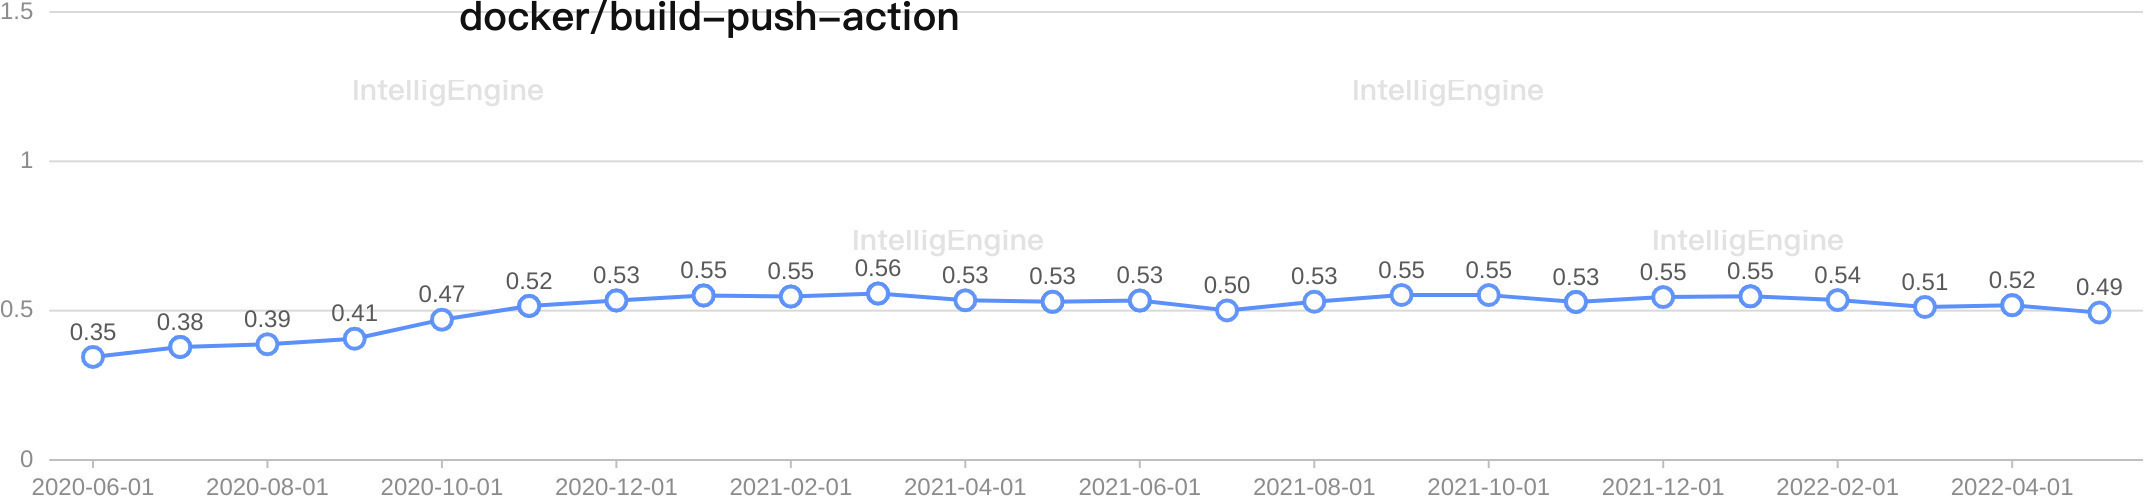 docker/build-push-action
1.5
IntelligEngine IntelligEngine
1
IntelligEngine IntelligEngine
0.35 0.38 0.39 0.41 0.47 0.52 0.53 0.55 0.55 0.56 0.53 0.53 0.53 0.50 0.53 0.55 0.55 0.53 0.55 0.55 0.54 0.51 0.52 0.49
0.5
0
2020-06-01 2020-08-01 2020-10-01 2020-12-01 2021-02-01 2021-04-01 2021-06-01 2021-08-01 2021-10-01 2021-12-01 2022-02-01 2022-04-01